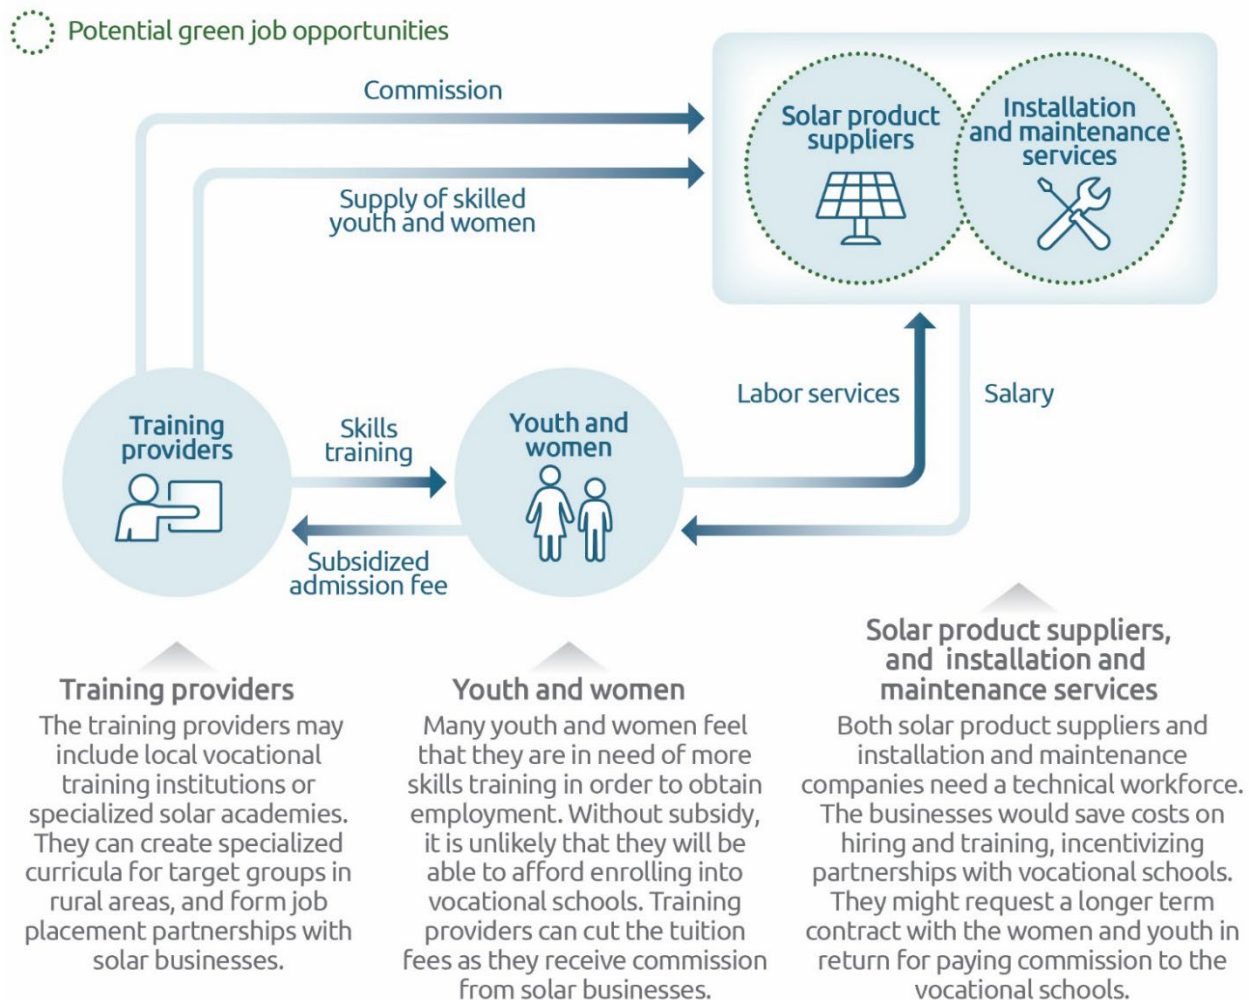 Potential green job opportunities
Commission
Supply of skilled
youth and women
Solar product
suppliers
Installation
and maintenance
services
Labor services
Salary
Training
providers
Skills
training
Youth and
women
Subsidized
admission fee
Training providers
The training providers may
include local vocational
training institutions or
specialized solar academies.
They can create specialized
curricula for target groups in
rural areas, and form job
placement partnerships with
solar businesses.
Youth and women
Many youth and women feel
that they are in need of more
skills training in order to obtain
employment. Without subsidy,
it is unlikely that they will be
able to afford enrolling into
vocational schools. Training
providers can cut the tuition
fees as they receive commission
from solar businesses.
Solar product suppliers,
and installation and
maintenance services
Both solar product suppliers and
installation and maintenance
companies need a technical workforce.
The businesses would save costs on
hiring and training, incentivizing
partnerships with vocational schools.
They might request a longer term
contract with the women and youth in
return for paying commission to the
vocational schools.